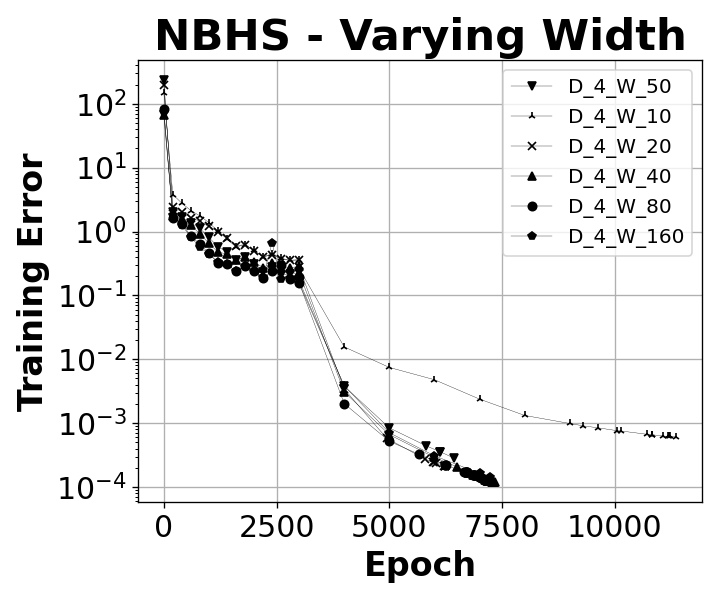 NBHS - Varying Width
Training Error
10²
10¹
10⁰
10⁻¹
10⁻²
10⁻³
10⁻⁴
D_4_W_50
D_4_W_10
D_4_W_20
D_4_W_40
D_4_W_80
D_4_W_160
0 2500 5000 7500 10000
Epoch